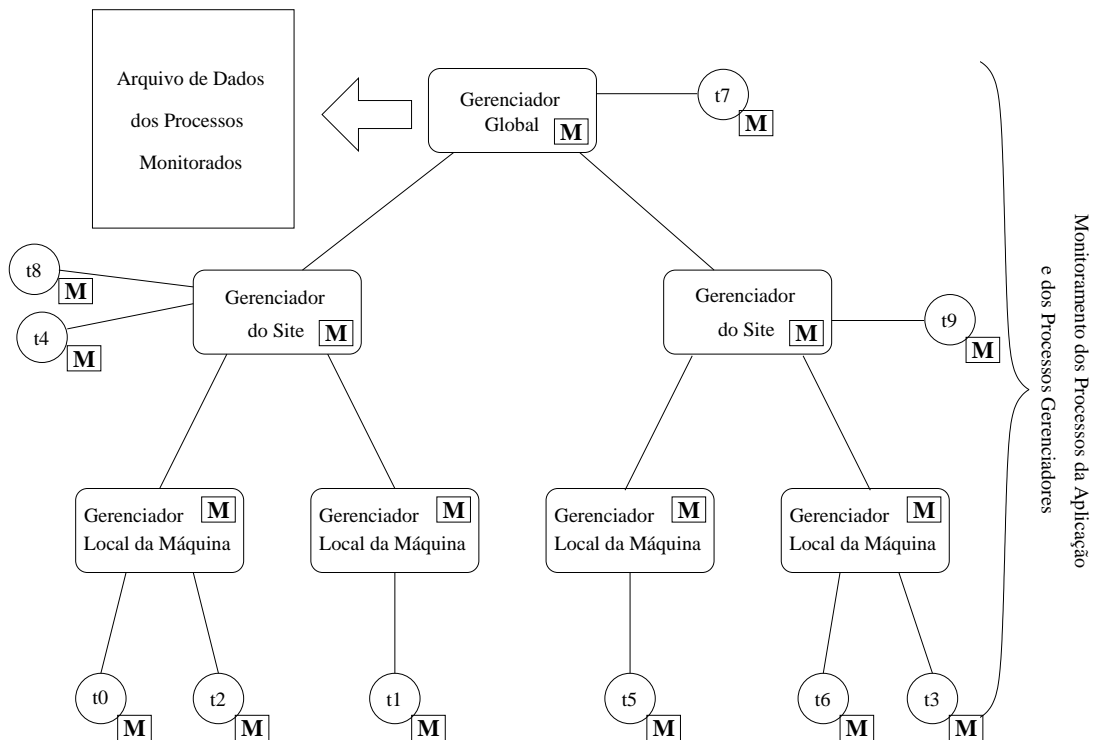 Arquivo de Dados
dos Processos
Monitorados
Gerenciador
Global
M
t7
M
t8
M
t4
M
Gerenciador
do Site
M
Gerenciador
do Site
M
t9
M
Gerenciador
M
Local da Máquina
Gerenciador
M
Local da Máquina
Gerenciador
M
Local da Máquina
Gerenciador
M
Local da Máquina
t0
M
t2
M
t1
M
t5
M
t6
M
t3
M
Monitoramento dos Processos da Aplicação
e dos Processos Gerenciadores